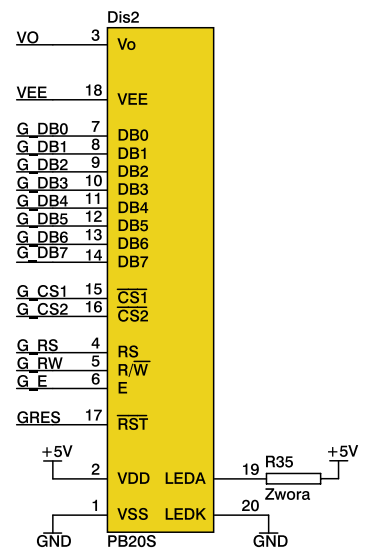 Dis2
VO 3 Vo
VEE 18 VEE
G_DB0 7 DB0
G_DB1 8 DB1
G_DB2 9 DB2
G_DB3 10 DB3
G_DB4 11 DB4
G_DB5 12 DB5
G_DB6 13 DB6
G_DB7 14 DB7
G_CS1 15 C̅S̅1̅
G_CS2 16 C̅S̅2̅
G_RS 4 RS
G_RW 5 R/W̅
G_E 6 E
GRES 17 R̅S̅T̅
+5V 2 VDD LEDA 19 R35 +5V
Zwora
1 VSS LEDK 20
GND PB20S GND